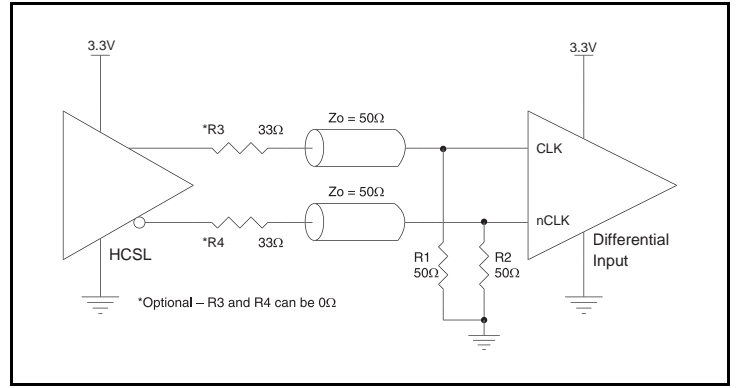 3.3V
3.3V
*R3 33Ω
Zo = 50Ω
CLK
Zo = 50Ω
nCLK
*R4 33Ω
HCSL
R1
50Ω
R2
50Ω
Differential
Input
*Optional – R3 and R4 can be 0Ω